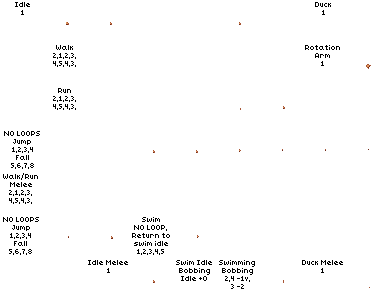 Idle
1
Duck
1
Walk
2,1,2,3,
4,5,4,3,
Rotation
Arm
1
Run
2,1,2,3,
4,5,4,3,
NO LOOPS
Jump
1,2,3,4
Fall
5,6,7,8
Walk/Run
Melee
2,1,2,3,
4,5,4,3,
NO LOOPS
Jump
1,2,3,4
Fall
5,6,7,8
Swim
NO LOOP,
Return to
swim idle
1,2,3,4,5
Idle Melee
1
Swim Idle
Bobbing
Idle +0
Swimming
Bobbing
2,4 -1v,
3 -2
Duck Melee
1